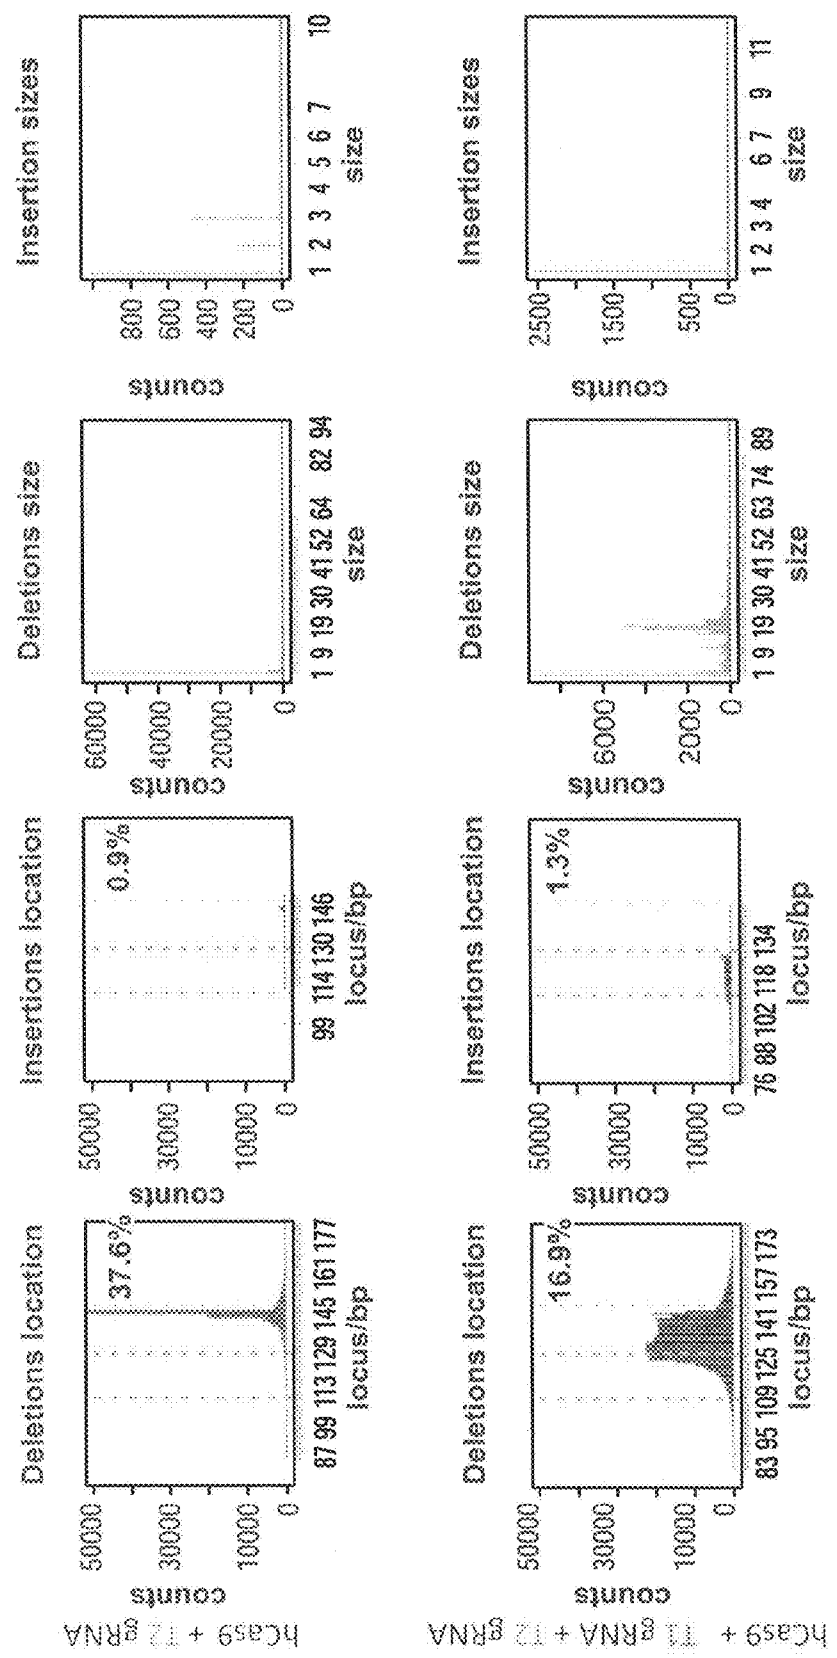 hCas9 + T2 gRNA
Deletions location
counts
50000
30000
10000
0
37.6%
87 99 113 129 145 161 177
locus/bp
Insertions location
counts
50000
30000
10000
0
0.9%
99 114 130 146
locus/bp
Deletions size
counts
60000
40000
20000
0
1 9 19 30 41 52 64 82 94
size
Insertion sizes
counts
800
600
400
200
0
1 2 3 4 5 6 7 10
size
hCas9 + T1 gRNA + T2 gRNA
Deletions location
counts
50000
30000
10000
0
16.9%
83 95 109 125 141 157 173
locus/bp
Insertions location
counts
50000
30000
10000
0
1.3%
76 88 102 118 134
locus/bp
Deletions size
counts
6000
2000
0
1 9 19 30 41 52 63 74 89
size
Insertion sizes
counts
2500
1500
500
0
1 2 3 4 6 7 9 11
size